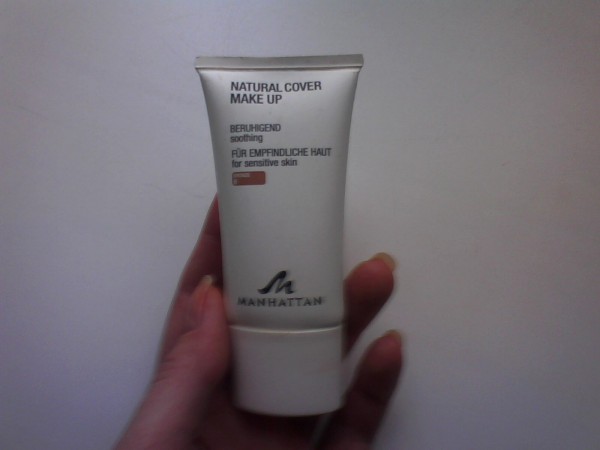 NATURAL COVER
MAKE UP
BERUHIGEND
soothing
FÜR EMPFINDLICHE HAUT
for sensitive skin
MANHATTAN